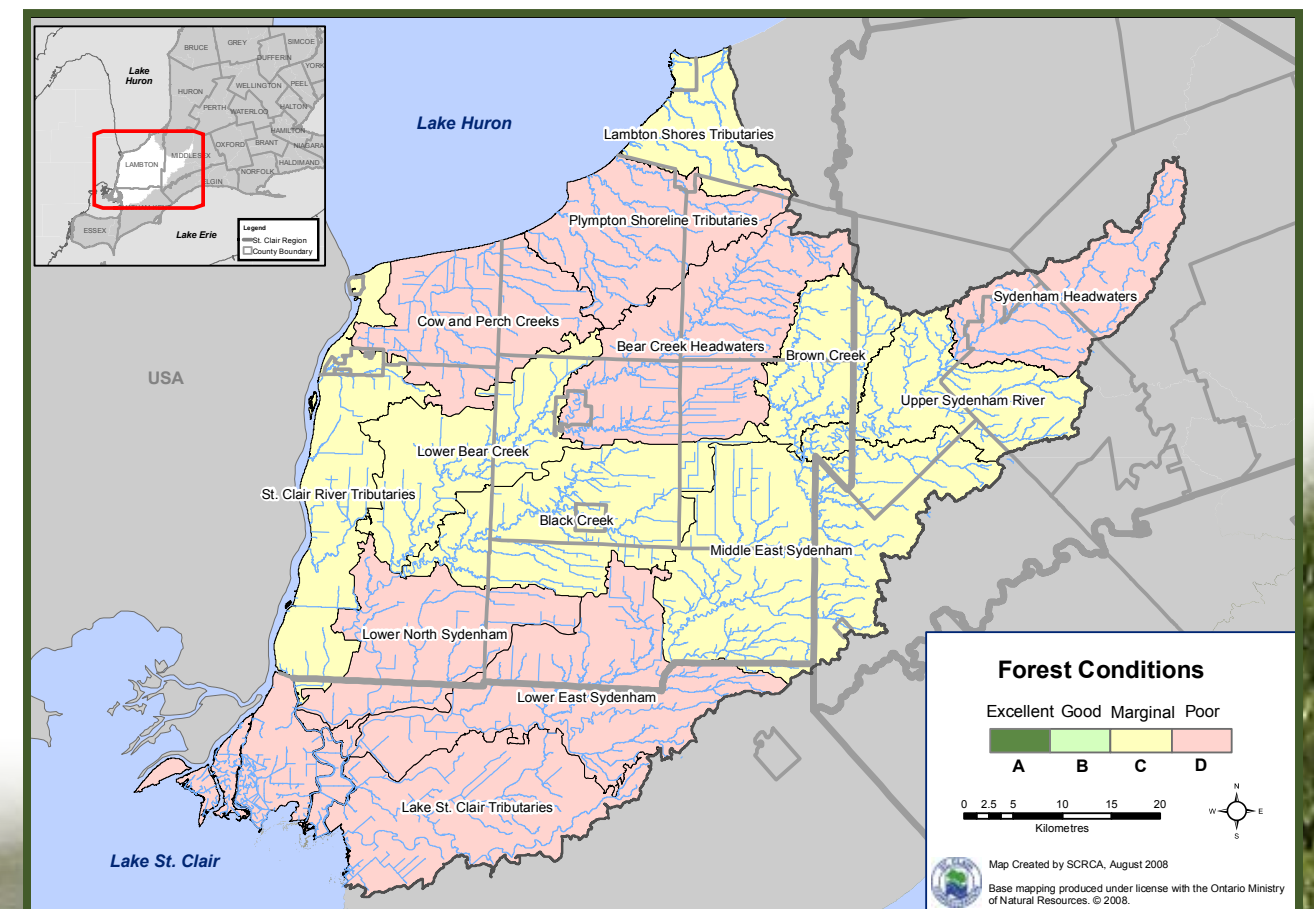 BRUCE
GREY
SIMCOE
DUFFERIN
YORK
Lake
Huron
HURON
WELLINGTON
PEEL
PERTH
WATERLOO
HALTON
HAMILTON
LAMBTON
MIDDLESEX
OXFORD
BRANT
NIAGARA
HALDIMAND
NORFOLK
ELGIN
ESSEX
Lake Erie
Legend
St. Clair Region
County Boundary
Lake Huron
Lambton Shores Tributaries
Plympton Shoreline Tributaries
Sydenham Headwaters
Cow and Perch Creeks
Bear Creek Headwaters
Brown Creek
USA
Upper Sydenham River
Lower Bear Creek
St. Clair River Tributaries
Black Creek
Middle East Sydenham
Lower North Sydenham
Lower East Sydenham
Lake St. Clair Tributaries
Lake St. Clair
Forest Conditions
Excellent Good Marginal Poor
A B C D
N
W E
S
0 2.5 5 10 15 20
Kilometres
Map Created by SCRCA, August 2008
Base mapping produced under license with the Ontario Ministry
of Natural Resources. © 2008.